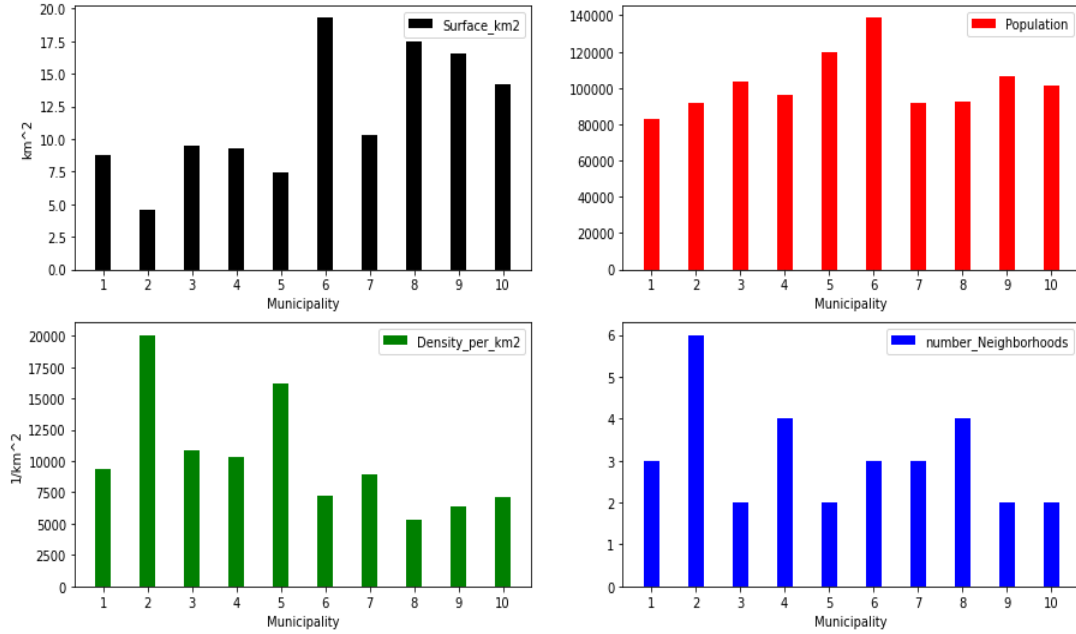 20.0
17.5
15.0
12.5
10.0
7.5
5.0
2.5
0.0
km^2
Surface_km2
1 2 3 4 5 6 7 8 9 10
Municipality
140000
120000
100000
80000
60000
40000
20000
0
Population
1 2 3 4 5 6 7 8 9 10
Municipality
20000
17500
15000
12500
10000
7500
5000
2500
0
1/km^2
Density_per_km2
1 2 3 4 5 6 7 8 9 10
Municipality
6
5
4
3
2
1
0
number_Neighborhoods
1 2 3 4 5 6 7 8 9 10
Municipality